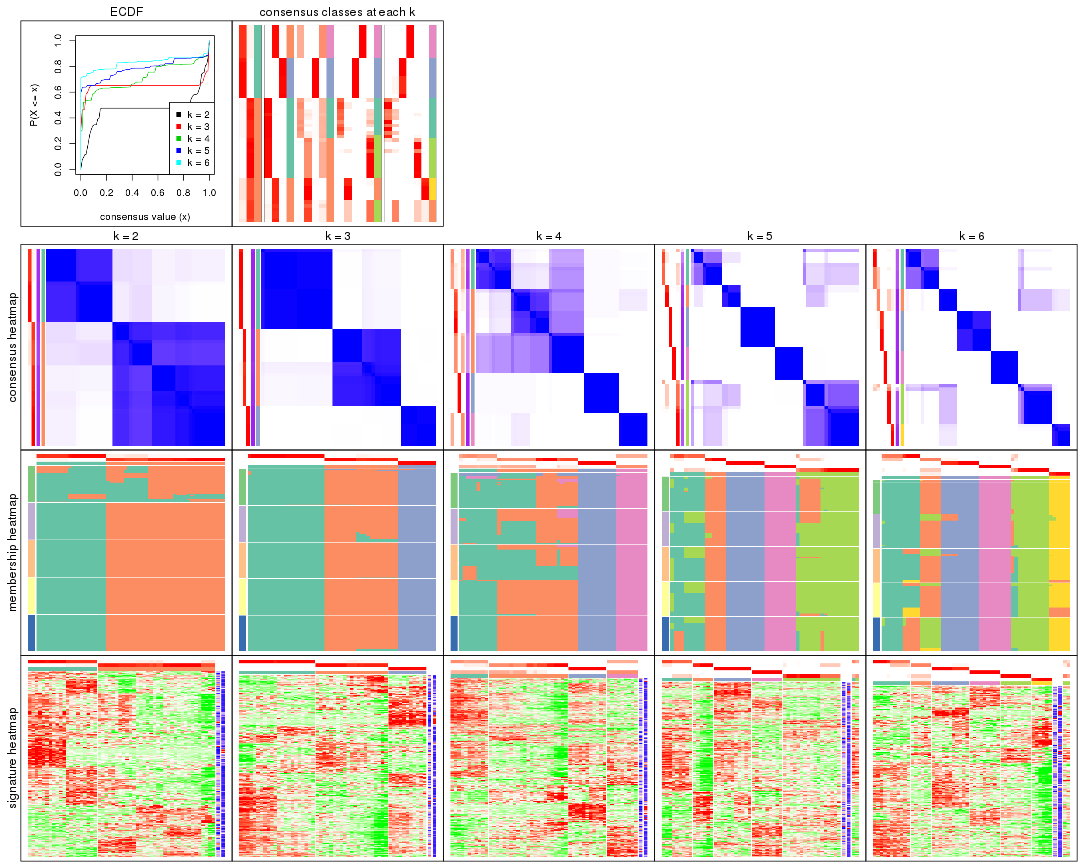 ECDF
consensus classes at each k
P(X <= x)
0.0 0.2 0.4 0.6 0.8 1.0
k = 2
k = 3
k = 4
k = 5
k = 6
0.0 0.2 0.4 0.6 0.8 1.0
consensus value (x)
k = 2
k = 3
k = 4
k = 5
k = 6
consensus heatmap
membership heatmap
signature heatmap